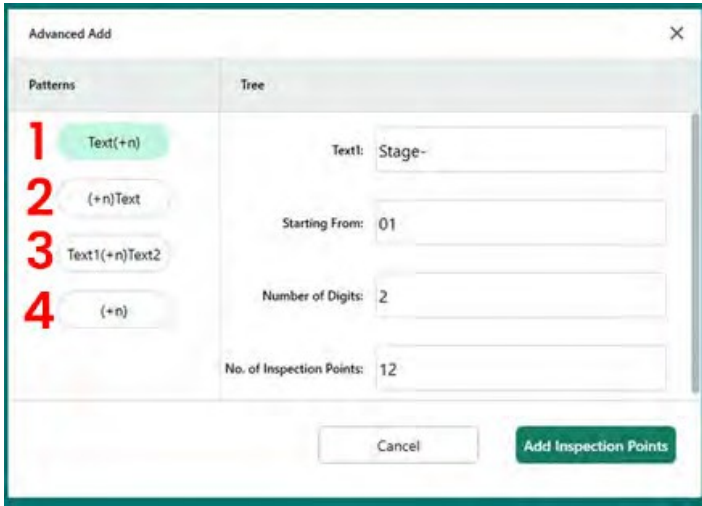 Advanced Add
Patterns
Tree
1 Text(+n)
2 (+n)Text
3 Text1(+n)Text2
4 (+n)
Text1: Stage-
Starting From: 01
Number of Digits: 2
No. of Inspection Points: 12
Cancel
Add Inspection Points